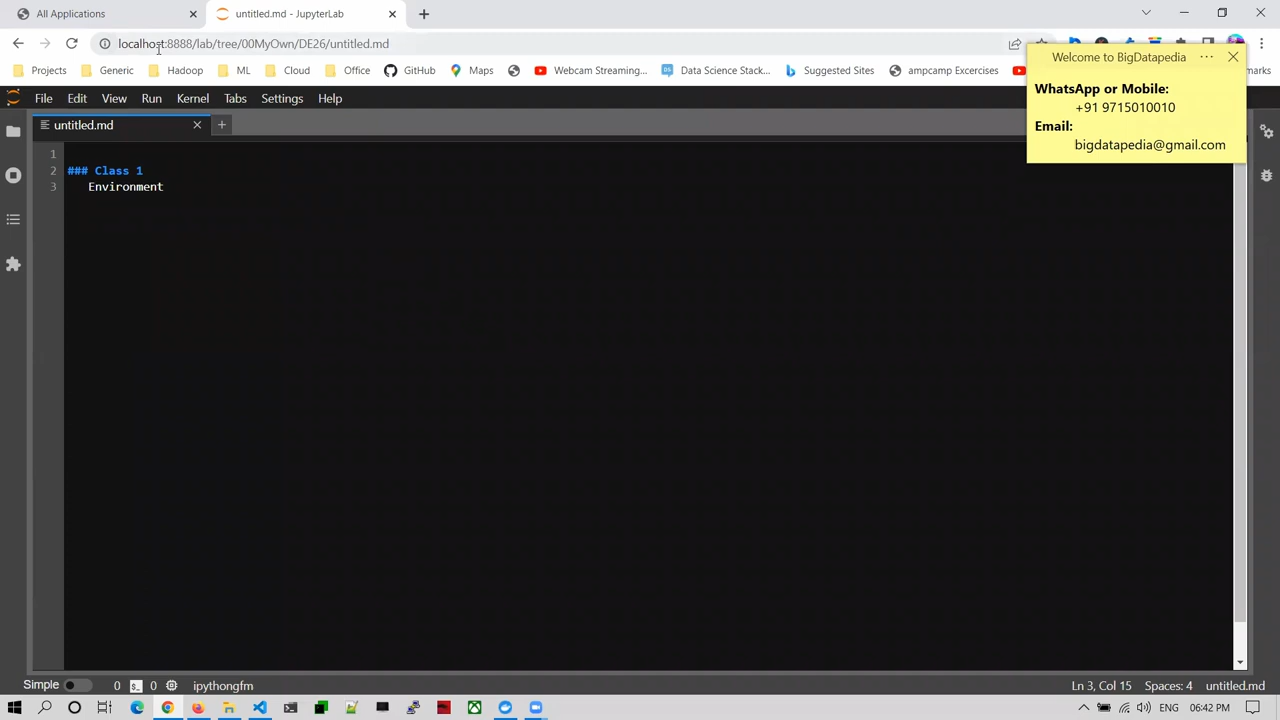 All Applications
untitled.md - JupyterLab
localhost:8888/lab/tree/00MyOwn/DE26/untitled.md
Projects
Generic
Hadoop
ML
Cloud
Office
GitHub
Maps
Webcam Streaming...
Data Science Stack...
Suggested Sites
ampcamp Excercises
marks
Welcome to BigDatapedia
WhatsApp or Mobile:
+91 9715010010
Email:
bigdatapedia@gmail.com
File Edit View Run Kernel Tabs Settings Help
untitled.md
1
2 ### Class 1
3 Environment
Simple 0 0 ipythonfm
Ln 3, Col 15 Spaces: 4 untitled.md
ENG 06:42 PM